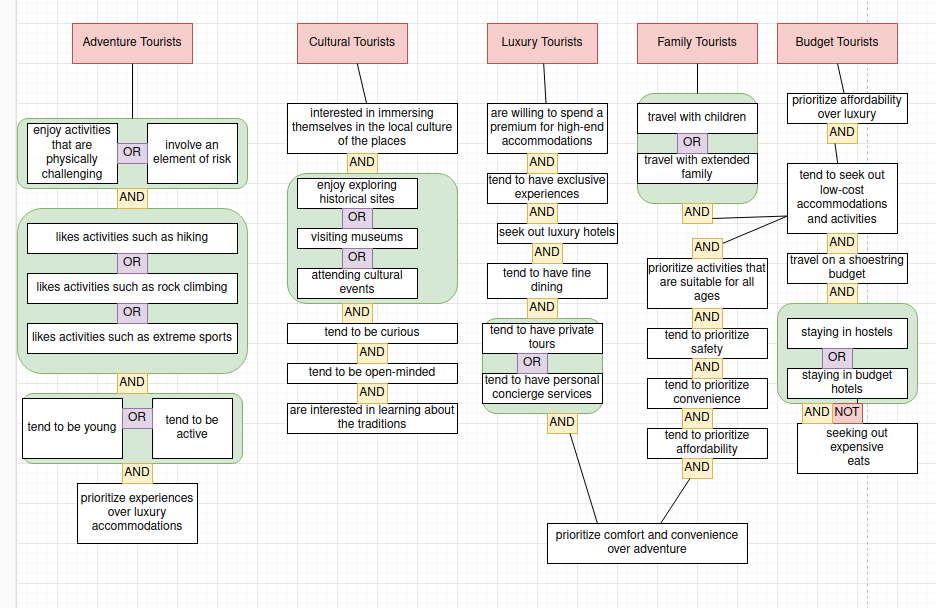 Adventure Tourists
enjoy activities
that are
physically
challenging
OR
involve an
element of risk
AND
likes activities such as hiking
OR
likes activities such as rock climbing
OR
likes activities such as extreme sports
AND
tend to be young
OR
tend to be
active
AND
prioritize experiences
over luxury
accommodations
Cultural Tourists
interested in immersing
themselves in the local culture
of the places
AND
enjoy exploring
historical sites
OR
visiting museums
OR
attending cultural
events
AND
tend to be curious
AND
tend to be open-minded
AND
are interested in learning about
the traditions
Luxury Tourists
are willing to spend a
premium for high-end
accommodations
AND
tend to have exclusive
experiences
AND
seek out luxury hotels
AND
tend to have fine
dining
AND
tend to have private
tours
OR
tend to have personal
concierge services
AND
Family Tourists
travel with children
OR
travel with extended
family
AND
AND
prioritize activities that
are suitable for all
ages
AND
tend to prioritize
safety
AND
tend to prioritize
convenience
AND
tend to prioritize
affordability
AND
prioritize comfort and convenience
over adventure
Budget Tourists
prioritize affordability
over luxury
AND
tend to seek out
low-cost
accommodations
and activities
AND
travel on a shoestring
budget
AND
staying in hostels
OR
staying in budget
hotels
AND NOT
seeking out
expensive
eats